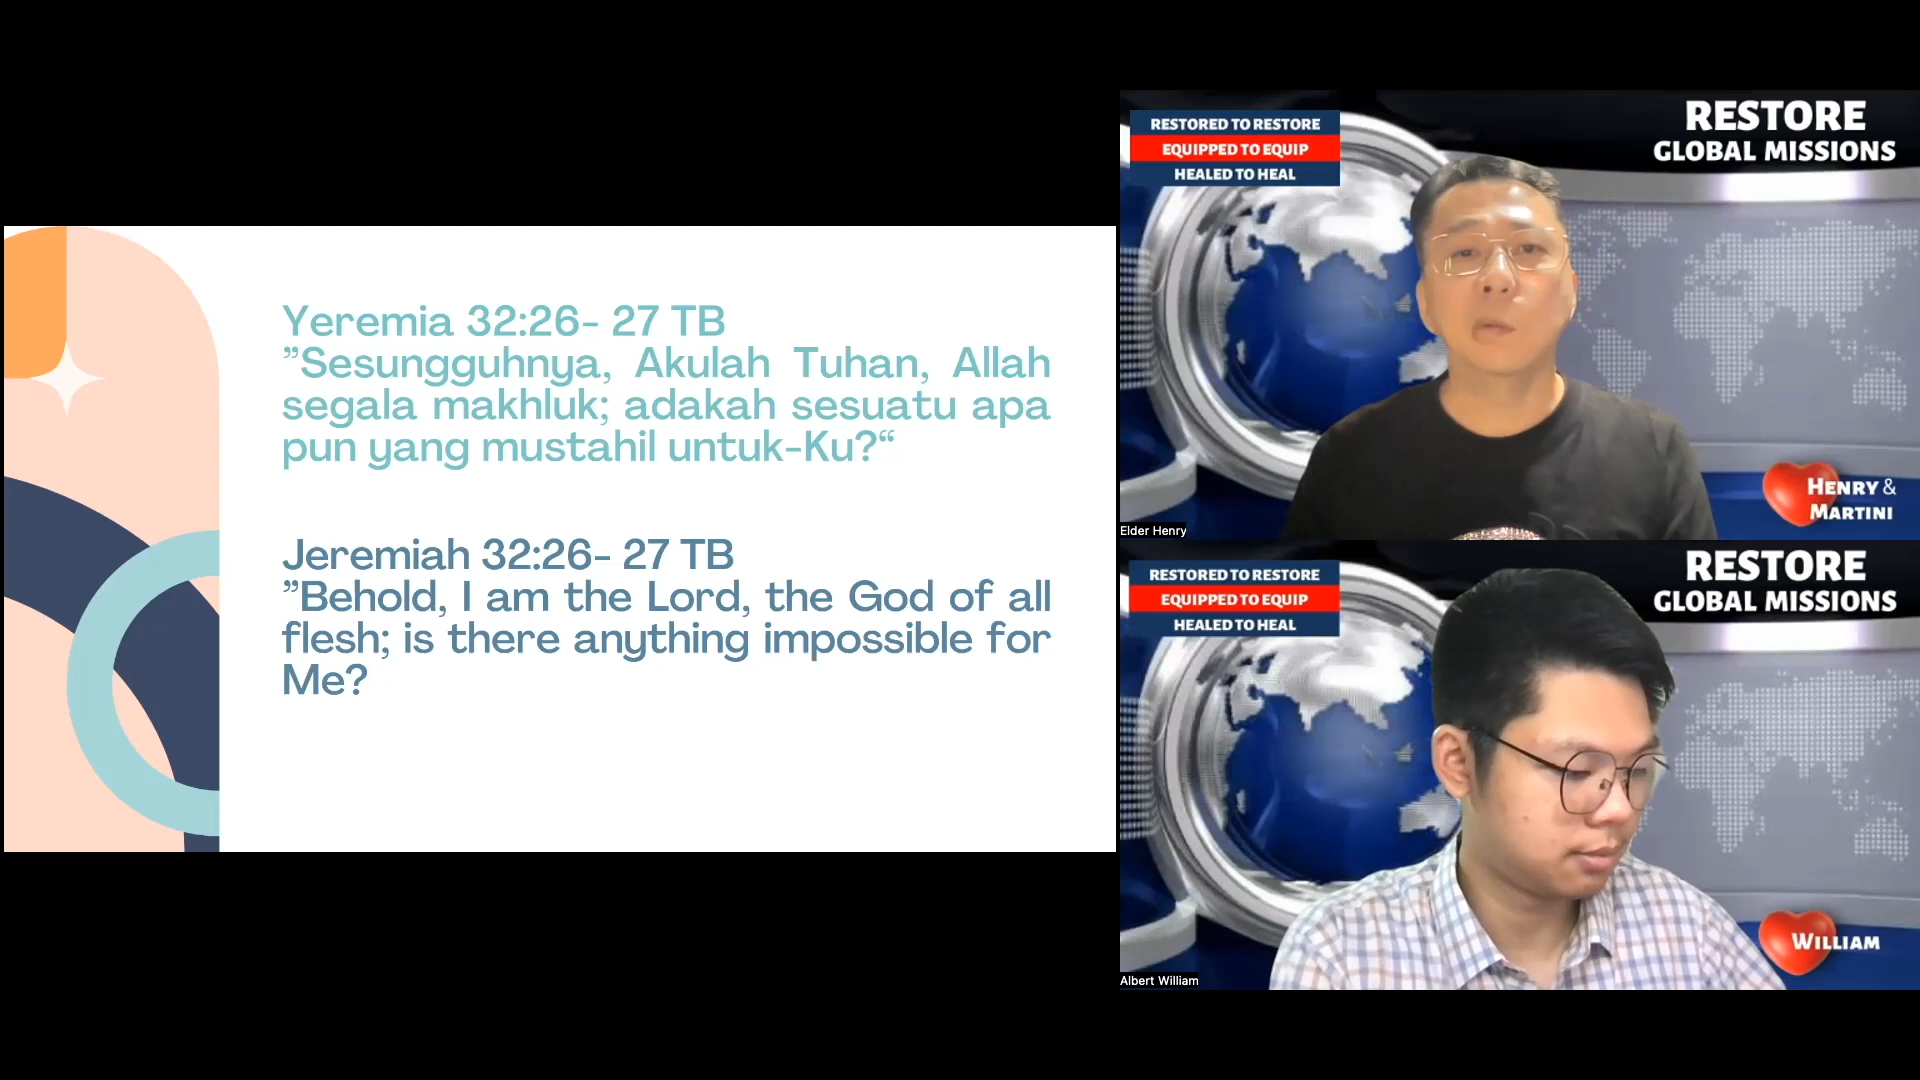 Yeremia 32:26- 27 TB
”Sesungguhnya, Akulah Tuhan, Allah
segala makhluk; adakah sesuatu apa
pun yang mustahil untuk-Ku?“
Jeremiah 32:26- 27 TB
”Behold, I am the Lord, the God of all
flesh; is there anything impossible for
Me?
RESTORED TO RESTORE
EQUIPPED TO EQUIP
HEALED TO HEAL
RESTORE
GLOBAL MISSIONS
HENRY &
MARTINI
Elder Henry
RESTORED TO RESTORE
EQUIPPED TO EQUIP
HEALED TO HEAL
RESTORE
GLOBAL MISSIONS
WILLIAM
Albert William